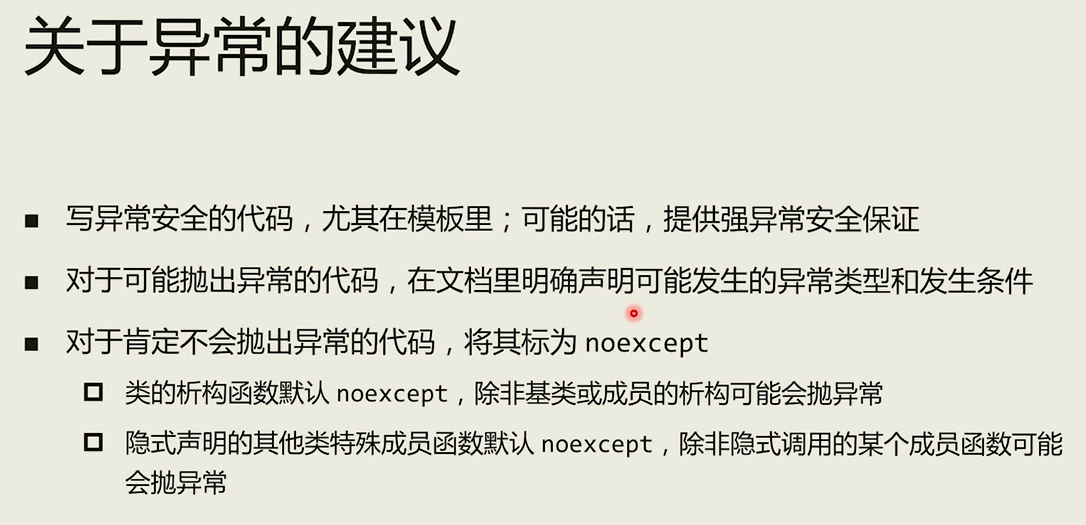 关于异常的建议
写异常安全的代码，尤其在模板里；可能的话，提供强异常安全保证
对于可能抛出异常的代码，在文档里明确声明可能发生的异常类型和发生条件
对于肯定不会抛出异常的代码，将其标为 noexcept
类的析构函数默认 noexcept，除非基类或成员的析构可能会抛异常
隐式声明的其他类特殊成员函数默认 noexcept，除非隐式调用的某个成员函数可能
会抛异常